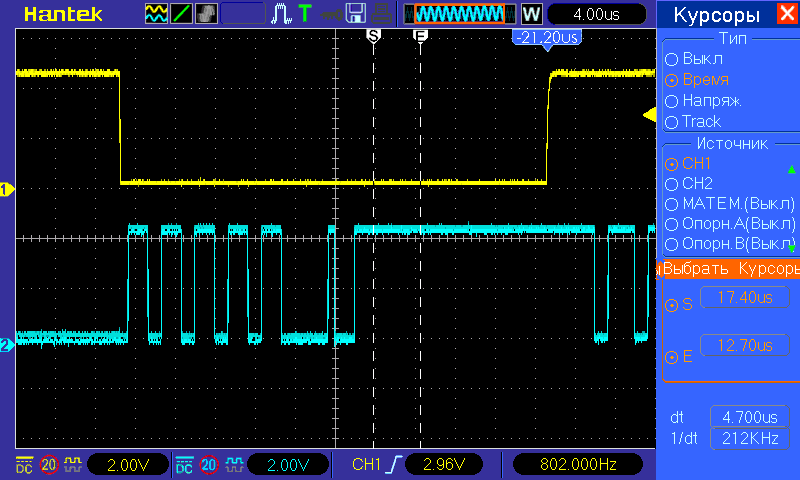 Hantek T W 4.00us
S E -21.20us
1
2
DC 20 2.00V DC 20 2.00V CH1 2.96V 802.000Hz
Курсоры
Тип
Выкл
Время
Напряж.
Track
Источник
CH1
CH2
МАТЕМ.(Выкл)
Опорн.A(Выкл)
Опорн.B(Выкл)
Выбрать Курсоры
S 17.40us
E 12.70us
dt 4.700us
1/dt 212KHz